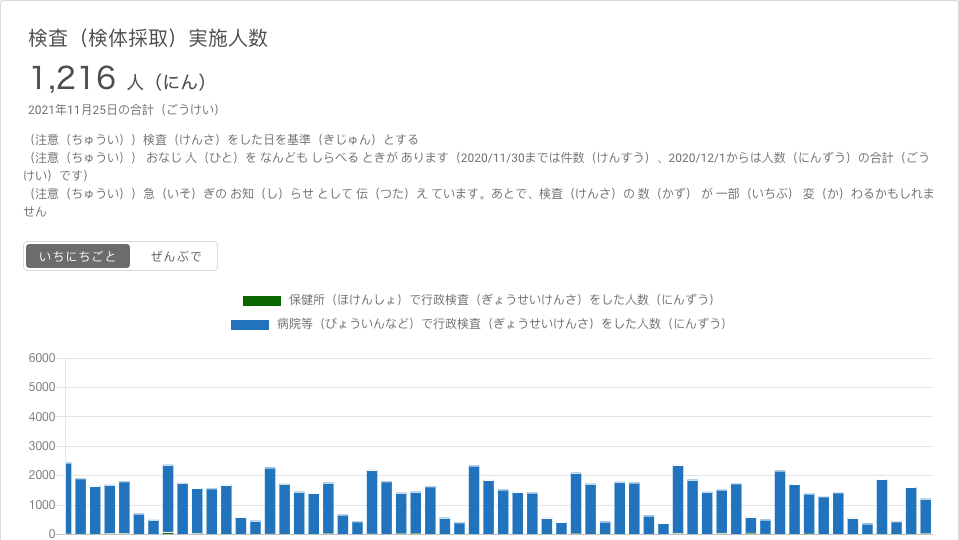 検査（検体採取）実施人数
1,216 人（にん）
2021年11月25日の合計（ごうけい）
（注意（ちゅうい））検査（けんさ）をした日を基準（きじゅん）とする
（注意（ちゅうい）） おなじ 人（ひと）を なんども しらべる ときが あります（2020/11/30までは件数（けんすう）、2020/12/1からは人数（にんずう）の合計（ごう
けい）です）
（注意（ちゅうい））急（いそ）ぎの お知（し）らせ として 伝（つた）え ています。あとで、検査（けんさ）の 数（かず） が 一部（いちぶ） 変（か）わるかもしれま
せん
いちにちごと ぜんぶで
保健所（ほけんしょ）で行政検査（ぎょうせいけんさ）をした人数（にんずう）
病院等（びょういんなど）で行政検査（ぎょうせいけんさ）をした人数（にんずう）
6000
5000
4000
3000
2000
1000
0